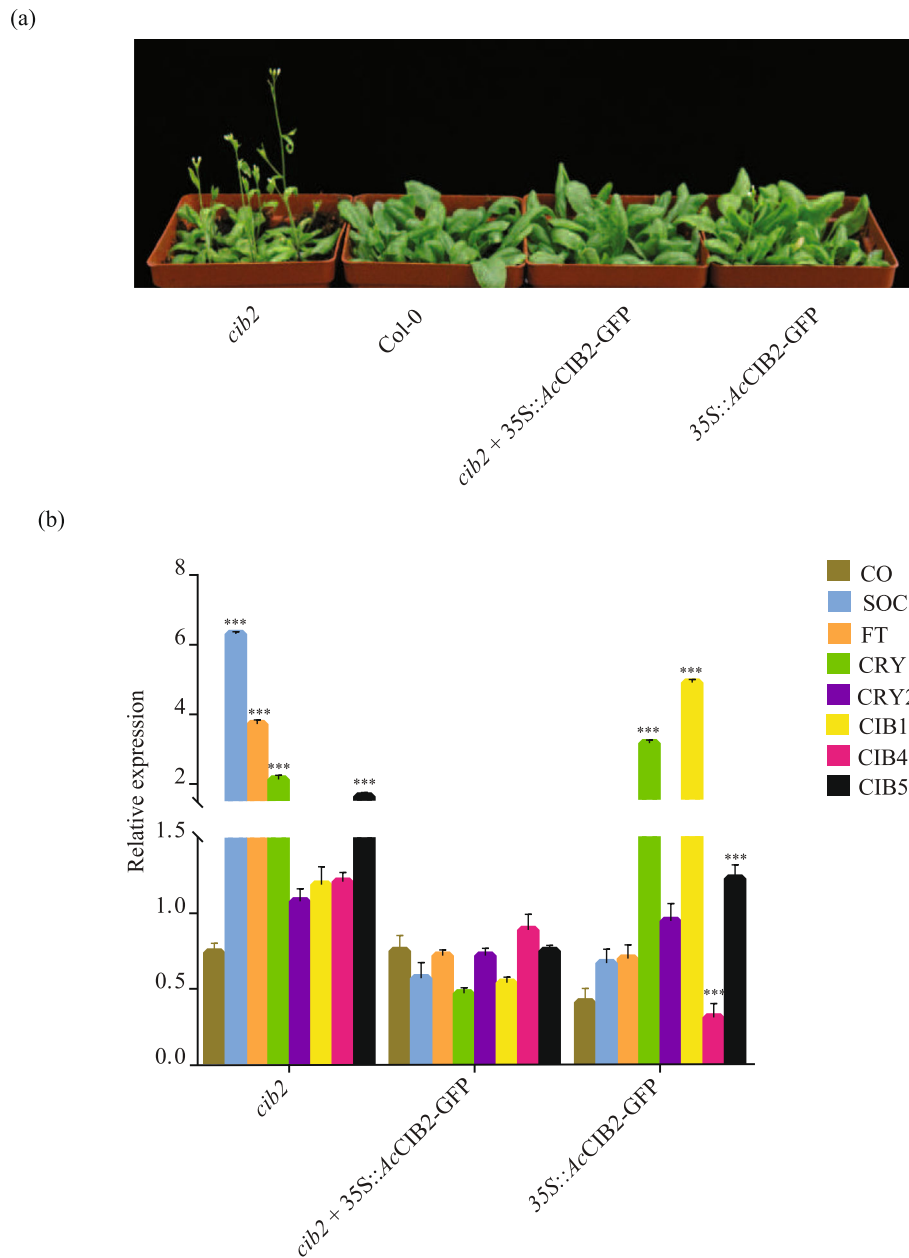 (a)
cib2
Col-0
cib2 + 35S::AcCIB2-GFP
35S::AcCIB2-GFP
(b)
Relative expression
8
6
4
2
1.5
1.0
0.5
0.0
***
***
***
***
***
***
***
***
cib2
cib2 + 35S::AcCIB2-GFP
35S::AcCIB2-GFP
CO
SOC
FT
CRY
CRY2
CIB1
CIB4
CIB5